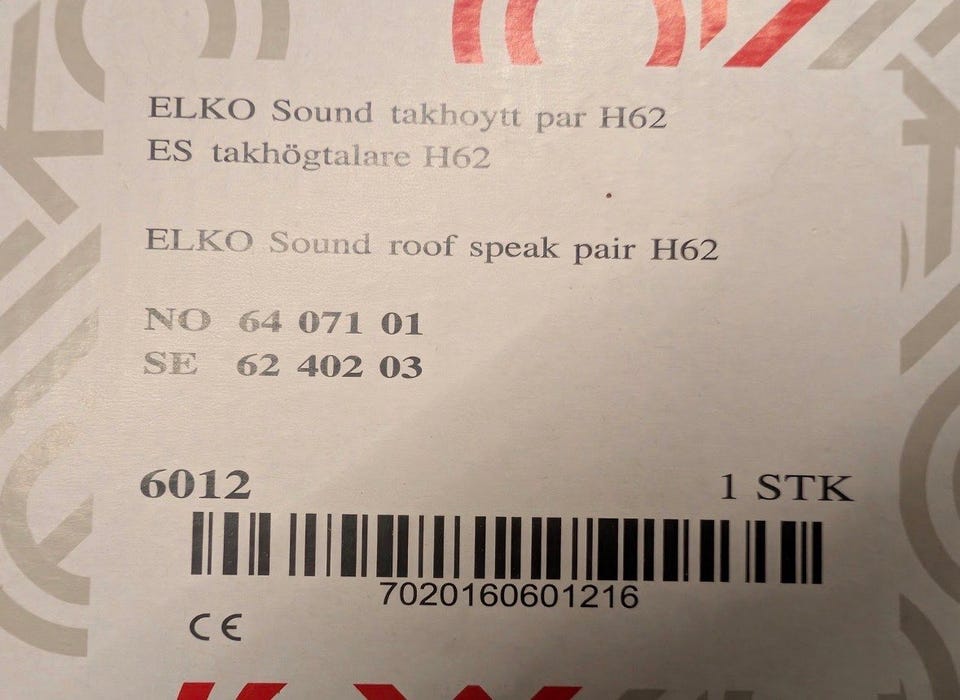 ELKO Sound takhoytt par H62
ES takhögtalare H62
ELKO Sound roof speak pair H62
NO 64 071 01
SE 62 402 03
6012 1 STK
7020160601216
CE